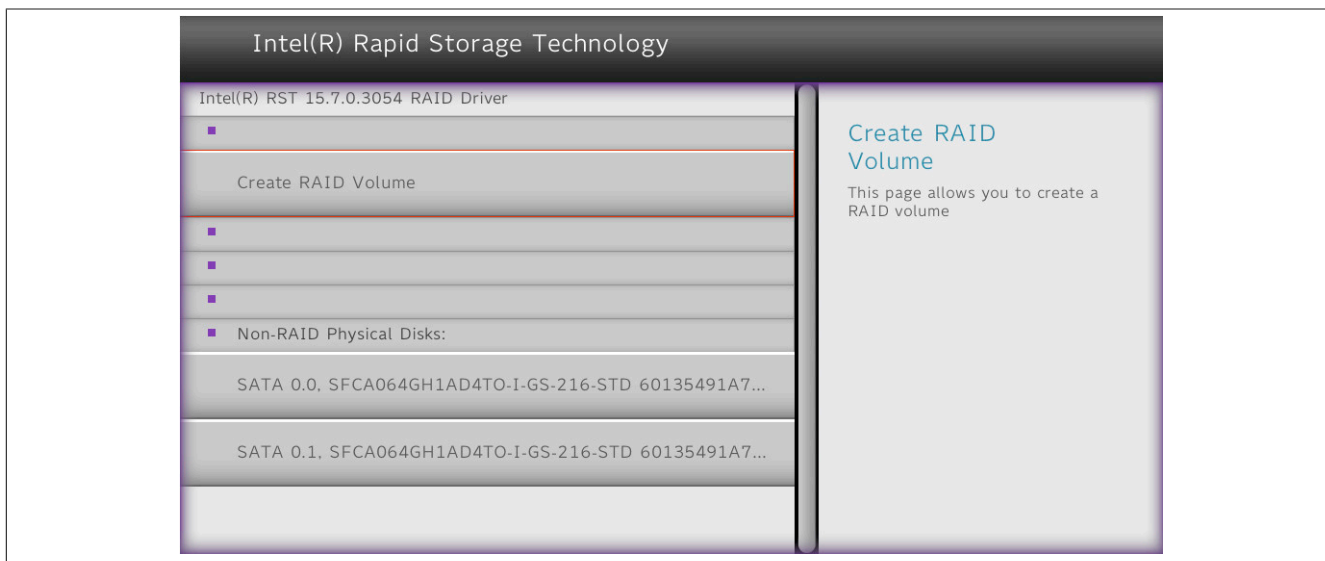 Intel(R) Rapid Storage Technology
Intel(R) RST 15.7.0.3054 RAID Driver
Create RAID Volume
Non-RAID Physical Disks:
SATA 0.0, SFCA064GH1AD4TO-I-GS-216-STD 60135491A7...
SATA 0.1, SFCA064GH1AD4TO-I-GS-216-STD 60135491A7...
Create RAID
Volume
This page allows you to create a
RAID volume